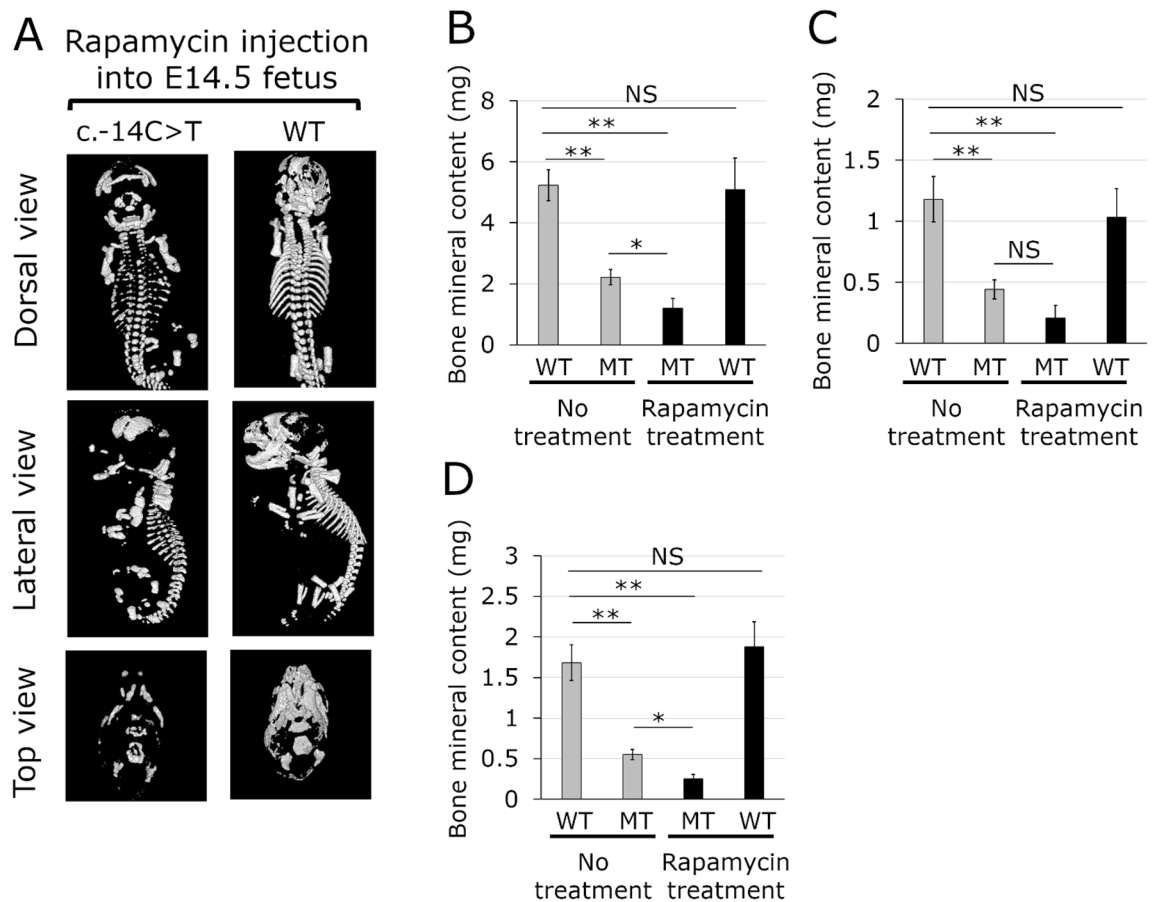 A
Rapamycin injection
into E14.5 fetus
c.-14C>T
WT
Dorsal view
Lateral view
Top view
B
Bone mineral content (mg)
8
6
4
2
0
NS
**
**
*
WT
MT
MT
WT
No
treatment
Rapamycin
treatment
C
Bone mineral content (mg)
2
1.5
1
0.5
0
NS
**
**
NS
WT
MT
MT
WT
No
treatment
Rapamycin
treatment
D
Bone mineral content (mg)
3
2.5
2
1.5
1
0.5
0
NS
**
**
*
WT
MT
MT
WT
No
treatment
Rapamycin
treatment